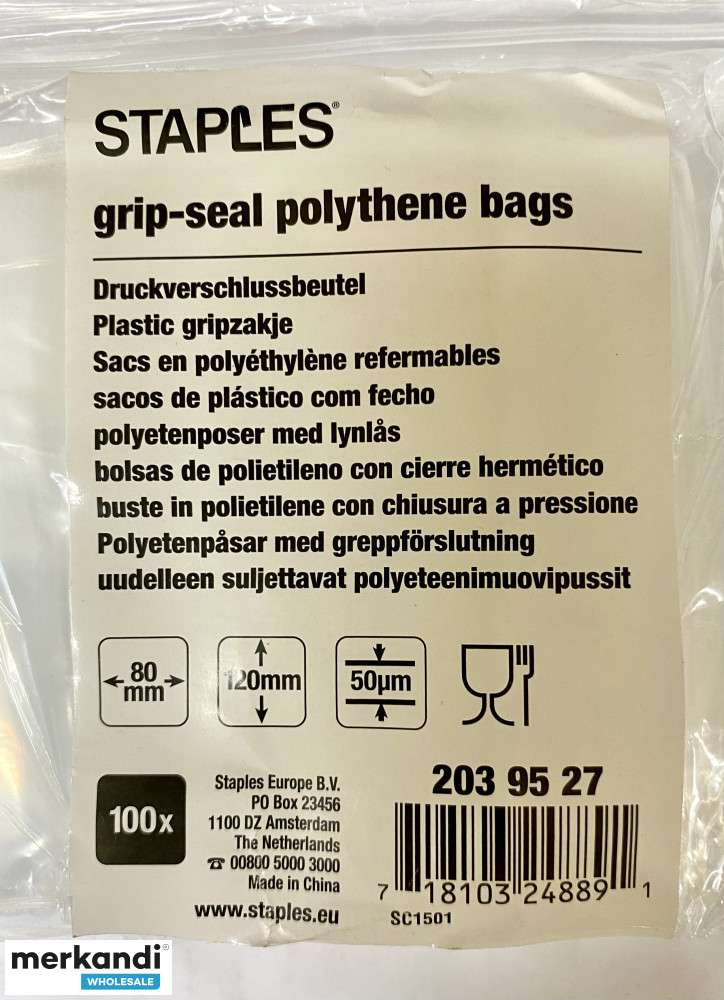 STAPLES®
grip-seal polythene bags
Druckverschlussbeutel
Plastic gripzakje
Sacs en polyéthylène refermables
sacos de plástico com fecho
polyetenposer med lynlås
bolsas de polietileno con cierre hermético
buste in polietilene con chiusura a pressione
Polyetenpåsar med greppförslutning
uudelleen suljettavat polyeteenimuovipussit
80 mm
120mm
50µm
100x
Staples Europe B.V.
PO Box 23456
1100 DZ Amsterdam
The Netherlands
☎ 00800 5000 3000
Made in China
www.staples.eu
203 95 27
7 18103 24889 1
SC1501
merkandi®
WHOLESALE